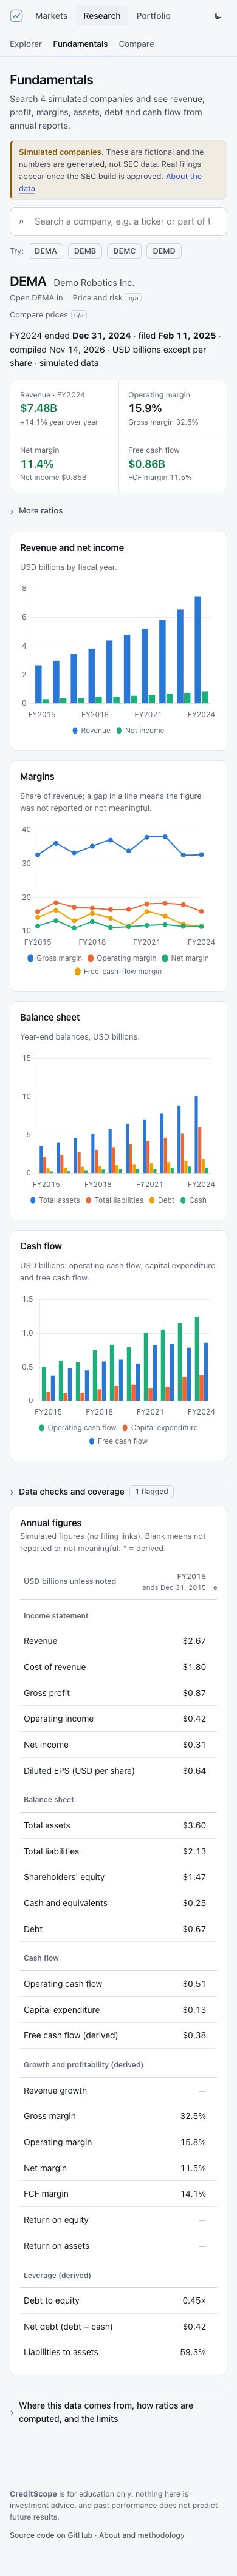 Markets Research Portfolio
Explorer Fundamentals Compare
Fundamentals
Search 4 simulated companies and see revenue,
profit, margins, assets, debt and cash flow from
annual reports.
Simulated companies. These are fictional and the
numbers are generated, not SEC data. Real filings
appear once the SEC build is approved. About the
data
Search a company, e.g. a ticker or part of t
Try: DEMA DEMB DEMC DEMD
DEMA Demo Robotics Inc.
Open DEMA in Price and risk n/a
Compare prices n/a
FY2024 ended Dec 31, 2024 · filed Feb 11, 2025 ·
compiled Nov 14, 2026 · USD billions except per
share · simulated data
Revenue · FY2024
$7.48B
+14.1% year over year
Operating margin
15.9%
Gross margin 32.6%
Net margin
11.4%
Net income $0.85B
Free cash flow
$0.86B
FCF margin 11.5%
More ratios
Revenue and net income
USD billions by fiscal year.
8
6
4
2
0
FY2015 FY2018 FY2021 FY2024
Revenue Net income
Margins
Share of revenue; a gap in a line means the figure
was not reported or not meaningful.
40
30
20
10
FY2015 FY2018 FY2021 FY2024
Gross margin Operating margin Net margin
Free-cash-flow margin
Balance sheet
Year-end balances, USD billions.
15
10
5
0
FY2015 FY2018 FY2021 FY2024
Total assets Total liabilities Debt Cash
Cash flow
USD billions: operating cash flow, capital expenditure
and free cash flow.
1.5
1.0
0.5
0
FY2015 FY2018 FY2021 FY2024
Operating cash flow Capital expenditure
Free cash flow
Data checks and coverage 1 flagged
Annual figures
Simulated figures (no filing links). Blank means not
reported or not meaningful. * = derived.
USD billions unless noted FY2015
ends Dec 31, 2015 e
Income statement
Revenue $2.67
Cost of revenue $1.80
Gross profit $0.87
Operating income $0.42
Net income $0.31
Diluted EPS (USD per share) $0.64
Balance sheet
Total assets $3.60
Total liabilities $2.13
Shareholders' equity $1.47
Cash and equivalents $0.25
Debt $0.67
Cash flow
Operating cash flow $0.51
Capital expenditure $0.13
Free cash flow (derived) $0.38
Growth and profitability (derived)
Revenue growth —
Gross margin 32.5%
Operating margin 15.8%
Net margin 11.5%
FCF margin 14.1%
Return on equity —
Return on assets —
Leverage (derived)
Debt to equity 0.45×
Net debt (debt − cash) $0.42
Liabilities to assets 59.3%
Where this data comes from, how ratios are
computed, and the limits
CreditScope is for education only: nothing here is
investment advice, and past performance does not predict
future results.
Source code on GitHub · About and methodology